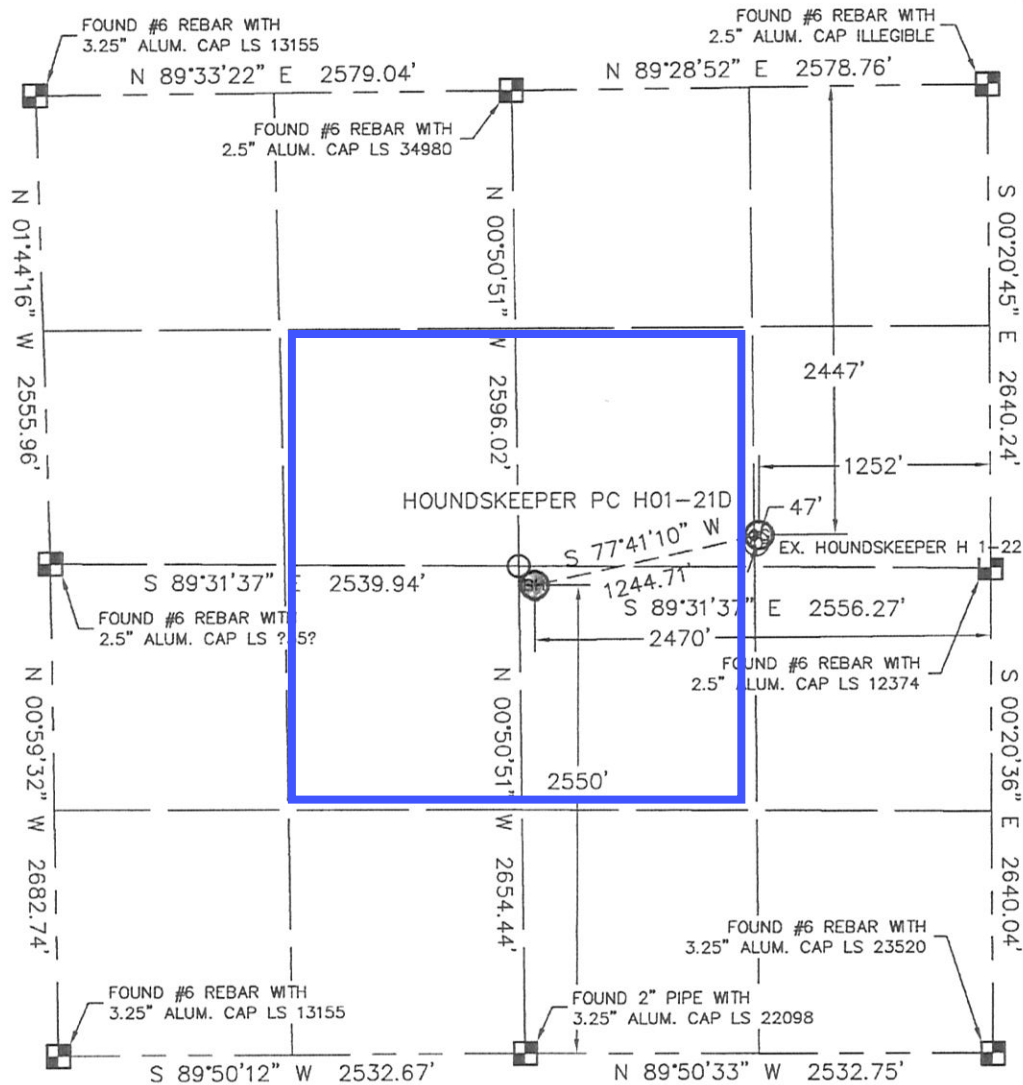 FOUND #6 REBAR WITH
3.25" ALUM. CAP LS 13155
FOUND #6 REBAR WITH
2.5" ALUM. CAP ILLEGIBLE
N 89°33'22" E 2579.04'
N 89°28'52" E 2578.76'
FOUND #6 REBAR WITH
2.5" ALUM. CAP LS 34980
N 01°44'16" W 2555.96'
N 00°50'51" W 2596.02'
S 00°20'45" E 2640.24'
2447'
1252'
HOUNDSKEEPER PC H01-21D
47'
EX. HOUNDSKEEPER H 1-22
S 77°41'10" W
1244.71'
BH
S 89°31'37" E 2539.94'
S 89°31'37" E 2556.27'
FOUND #6 REBAR WITH
2.5" ALUM. CAP LS ?35?
2470'
FOUND #6 REBAR WITH
2.5" ALUM. CAP LS 12374
N 00°59'32" W 2682.74'
N 00°50'51" W 2654.44'
S 00°20'36" E 2640.04'
2550'
FOUND #6 REBAR WITH
3.25" ALUM. CAP LS 23520
FOUND #6 REBAR WITH
3.25" ALUM. CAP LS 13155
FOUND 2" PIPE WITH
3.25" ALUM. CAP LS 22098
S 89°50'12" W 2532.67'
N 89°50'33" W 2532.75'